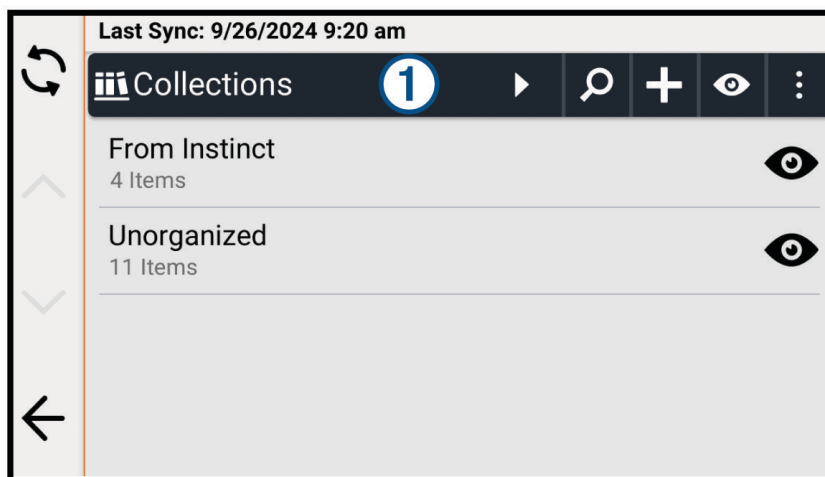 Last Sync: 9/26/2024 9:20 am
Collections 1
From Instinct
4 Items
Unorganized
11 Items